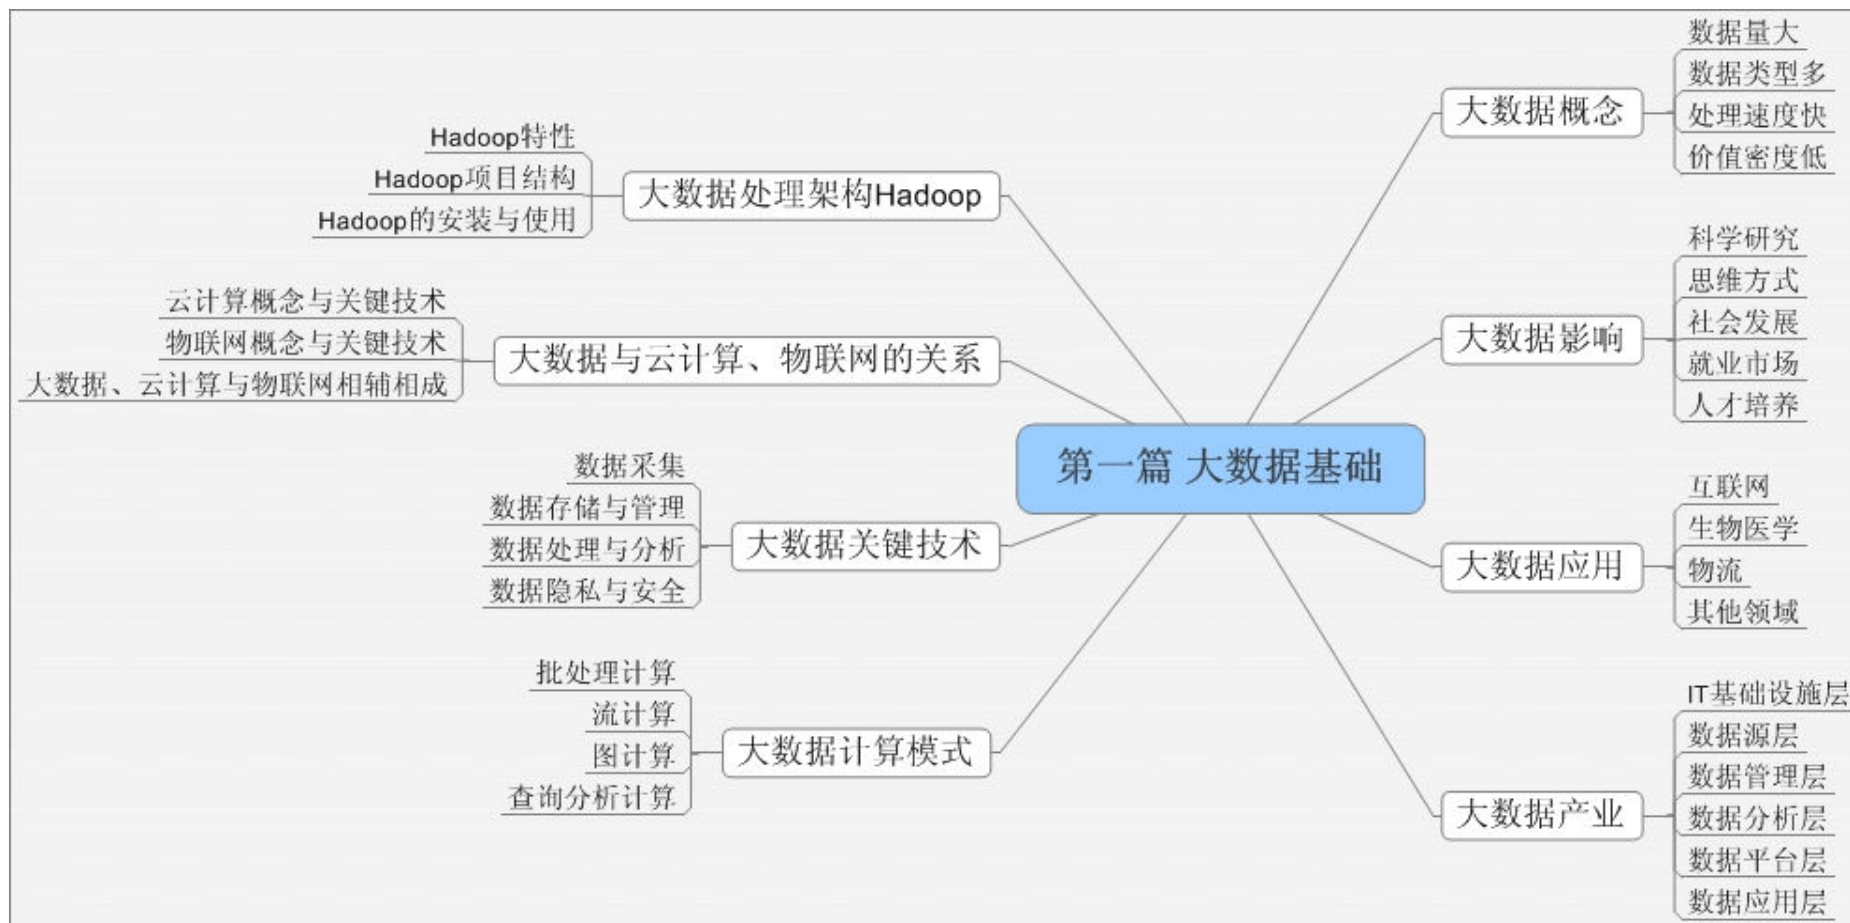 第一篇 大数据基础
大数据概念
数据量大
数据类型多
处理速度快
价值密度低
大数据影响
科学研究
思维方式
社会发展
就业市场
人才培养
大数据应用
互联网
生物医学
物流
其他领域
大数据产业
IT基础设施层
数据源层
数据管理层
数据分析层
数据平台层
数据应用层
大数据处理架构Hadoop
Hadoop特性
Hadoop项目结构
Hadoop的安装与使用
大数据与云计算、物联网的关系
云计算概念与关键技术
物联网概念与关键技术
大数据、云计算与物联网相辅相成
大数据关键技术
数据采集
数据存储与管理
数据处理与分析
数据隐私与安全
大数据计算模式
批处理计算
流计算
图计算
查询分析计算